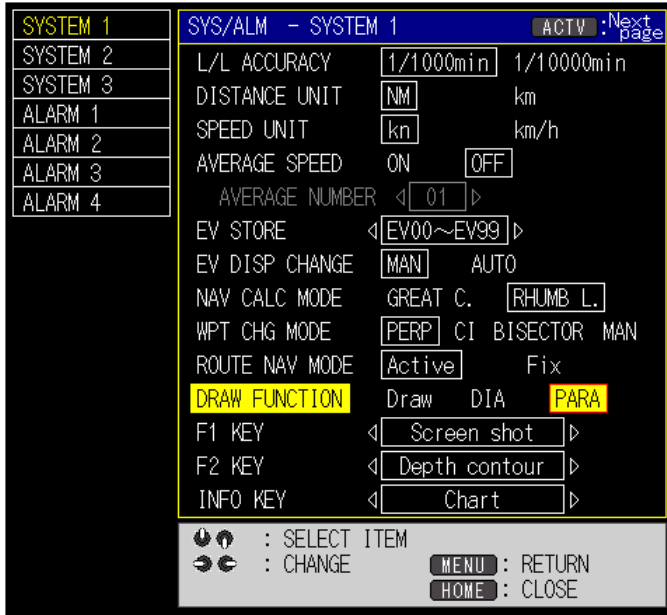 SYSTEM 1
SYSTEM 2
SYSTEM 3
ALARM 1
ALARM 2
ALARM 3
ALARM 4
SYS/ALM - SYSTEM 1 ACTV :Next page
L/L ACCURACY 1/1000min 1/10000min
DISTANCE UNIT NM km
SPEED UNIT kn km/h
AVERAGE SPEED ON OFF
AVERAGE NUMBER 01
EV STORE EV00~EV99
EV DISP CHANGE MAN AUTO
NAV CALC MODE GREAT C. RHUMB L.
WPT CHG MODE PERP CI BISECTOR MAN
ROUTE NAV MODE Active Fix
DRAW FUNCTION Draw DIA PARA
F1 KEY Screen shot
F2 KEY Depth contour
INFO KEY Chart
: SELECT ITEM
: CHANGE MENU : RETURN
HOME : CLOSE